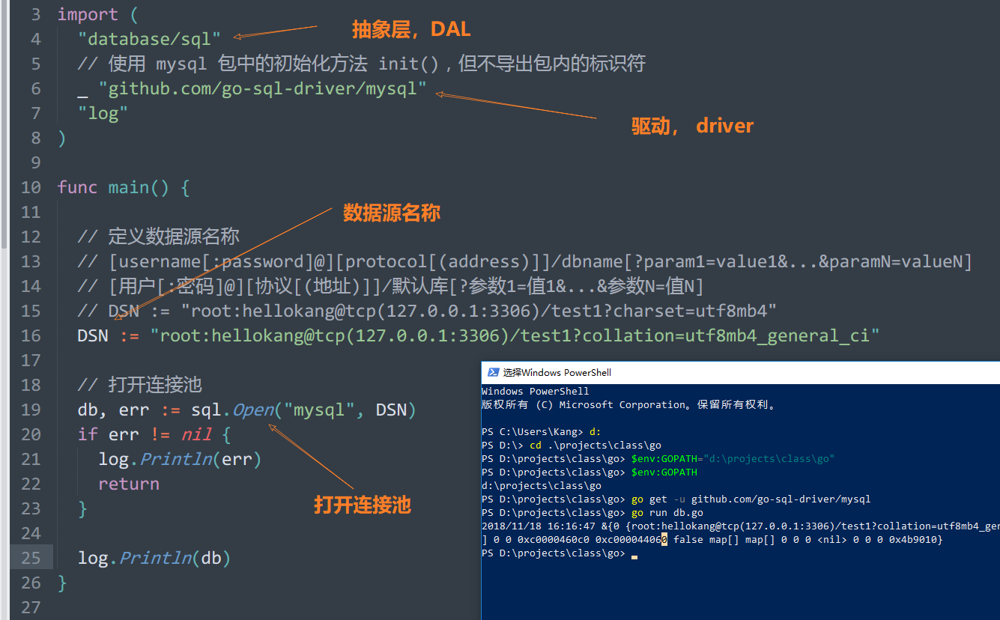 3 import (
抽象层，DAL
4 "database/sql"
5 // 使用 mysql 包中的初始化方法 init()，但不导出包内的标识符
6 _ "github.com/go-sql-driver/mysql"
7 "log"
驱动， driver
8 )
9
10 func main() {
11
数据源名称
12 // 定义数据源名称
13 // [username[:password]@][protocol[(address)]]/dbname[?param1=value1&...&paramN=valueN]
14 // [用户[:密码]@][协议[(地址)]]/默认库[?参数1=值1&...&参数N=值N]
15 // DSN := "root:hellokang@tcp(127.0.0.1:3306)/test1?charset=utf8mb4"
16 DSN := "root:hellokang@tcp(127.0.0.1:3306)/test1?collation=utf8mb4_general_ci"
17
18 // 打开连接池
19 db, err := sql.Open("mysql", DSN)
20 if err != nil {
21 log.Println(err)
22 return
打开连接池
23 }
24
25 log.Println(db)
26 }
27
选择Windows PowerShell
Windows PowerShell
版权所有 (C) Microsoft Corporation。保留所有权利。
PS C:\Users\Kang> d:
PS D:\> cd .\projects\class\go
PS D:\projects\class\go> $env:GOPATH="d:\projects\class\go"
PS D:\projects\class\go> $env:GOPATH
d:\projects\class\go
PS D:\projects\class\go> go get -u github.com/go-sql-driver/mysql
PS D:\projects\class\go> go run db.go
2018/11/18 16:16:47 &{0 {root:hellokang@tcp(127.0.0.1:3306)/test1?collation=utf8mb4_gene
] 0 0 0xc0000460c0 0xc000044060 false map[] map[] 0 0 0 <nil> 0 0 0 0x4b9010}
PS D:\projects\class\go>